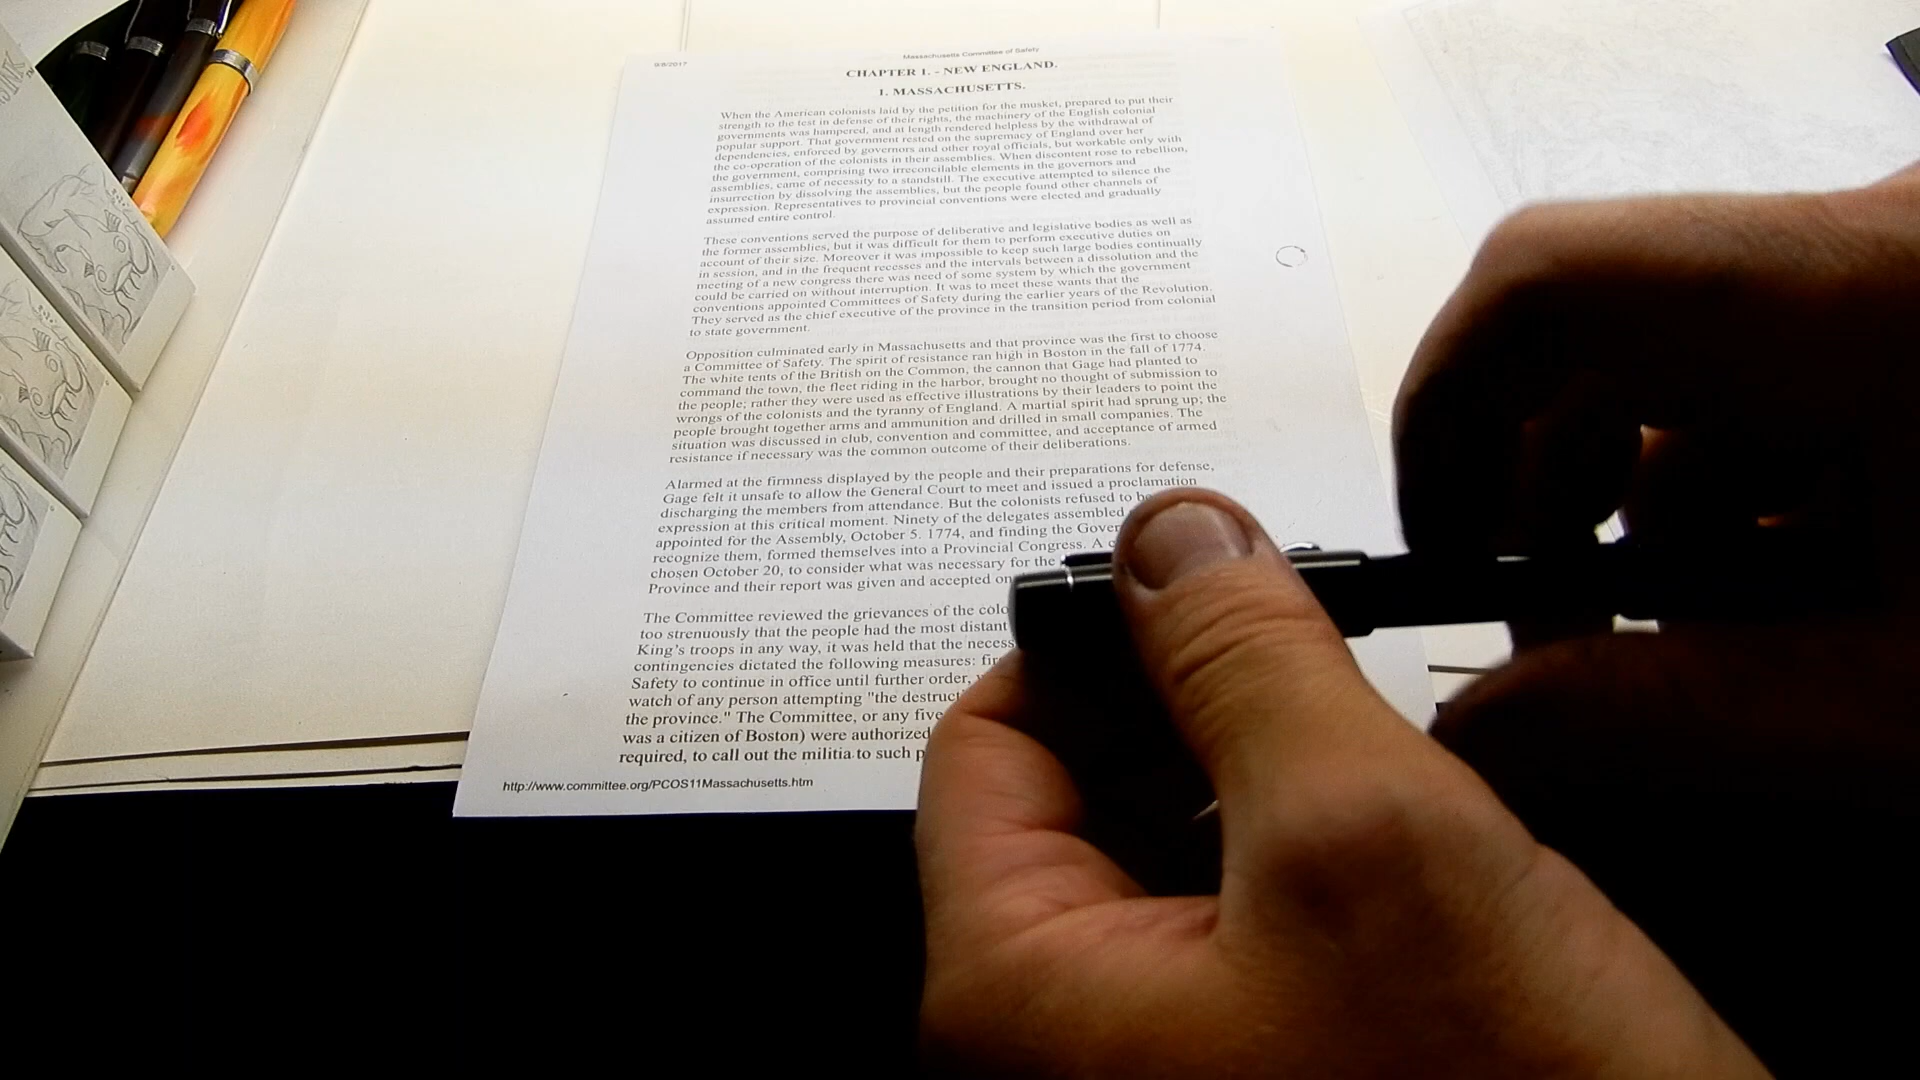 9/8/2017
Massachusetts Committee of Safety
CHAPTER 1. - NEW ENGLAND.
1. MASSACHUSETTS.
When the American colonists laid by the petition for the musket, prepared to put their
strength to the test in defense of their rights, the machinery of the English colonial
governments was hampered, and at length rendered helpless by the withdrawal of
popular support. That government rested on the supremacy of England over her
dependencies, enforced by governors and other royal officials, but workable only with
the co-operation of the colonists in their assemblies. When discontent rose to rebellion,
the government, comprising two irreconcilable elements in the governors and
assemblies, came of necessity to a standstill. The executive attempted to silence the
insurrection by dissolving the assemblies, but the people found other channels of
expression. Representatives to provincial conventions were elected and gradually
assumed entire control.
These conventions served the purpose of deliberative and legislative bodies as well as
the former assemblies, but it was difficult for them to perform executive duties on
account of their size. Moreover it was impossible to keep such large bodies continually
in session, and in the frequent recesses and the intervals between a dissolution and the
meeting of a new congress there was need of some system by which the government
could be carried on without interruption. It was to meet these wants that the
conventions appointed Committees of Safety during the earlier years of the Revolution.
They served as the chief executive of the province in the transition period from colonial
to state government.
Opposition culminated early in Massachusetts and that province was the first to choose
a Committee of Safety. The spirit of resistance ran high in Boston in the fall of 1774.
The white tents of the British on the Common, the cannon that Gage had planted to
command the town, the fleet riding in the harbor, brought no thought of submission to
the people; rather they were used as effective illustrations by their leaders to point the
wrongs of the colonists and the tyranny of England. A martial spirit had sprung up; the
people brought together arms and ammunition and drilled in small companies. The
situation was discussed in club, convention and committee, and acceptance of armed
resistance if necessary was the common outcome of their deliberations.
Alarmed at the firmness displayed by the people and their preparations for defense,
Gage felt it unsafe to allow the General Court to meet and issued a proclamation
discharging the members from attendance. But the colonists refused to
expression at this critical moment. Ninety of the delegates assembled
appointed for the Assembly, October 5. 1774, and finding the
recognize them, formed themselves into a Provincial Congress. A
chosen October 20, to consider what was necessary for the
Province and their report was given and accepted on
The Committee reviewed the grievances of the
too strenuously that the people had the most distant
King's troops in any way, it was held that the
contingencies dictated the following measures:
Safety to continue in office until further order,
watch of any person attempting "the
the province." The Committee, or any five
was a citizen of Boston) were authorized
required, to call out the militia to such
http://www.committee.org/PCOS11Massachusetts.htm